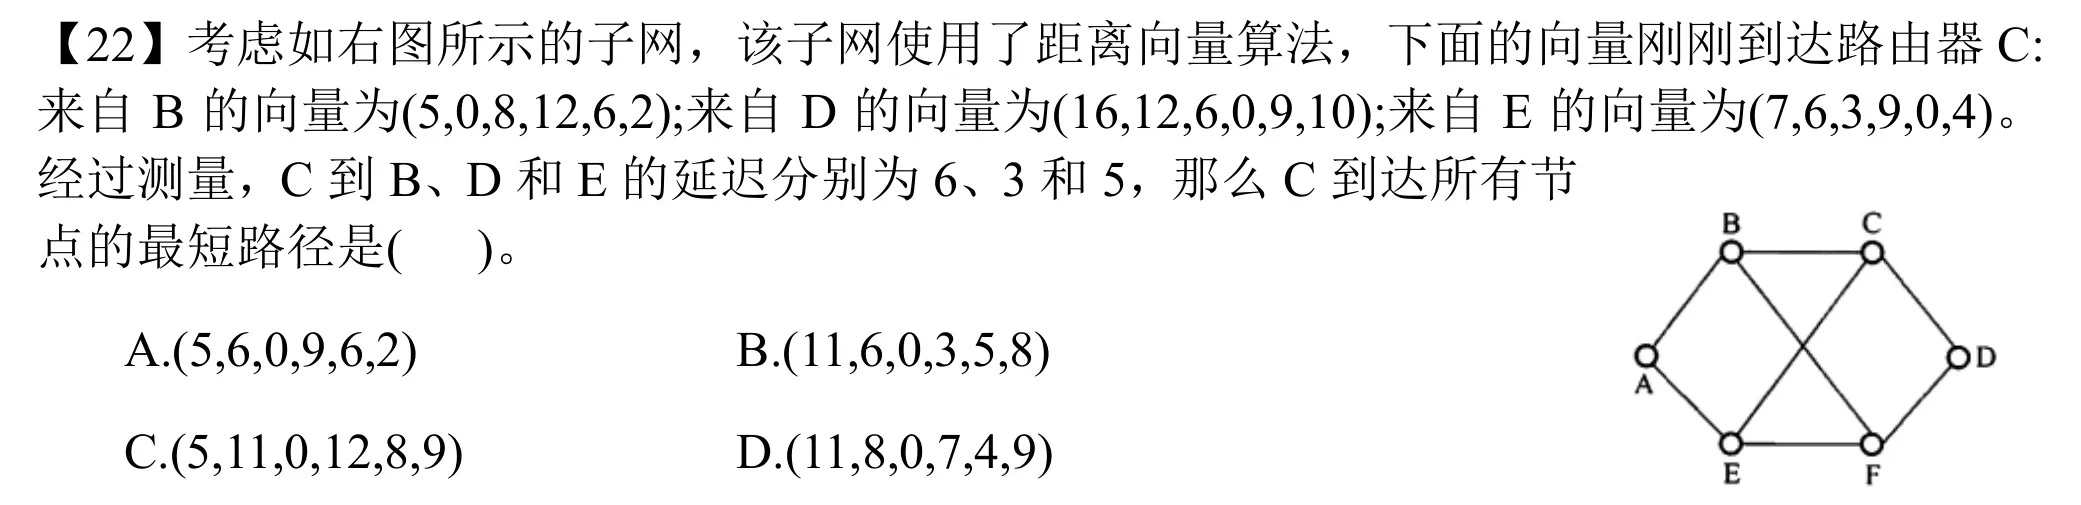 【22】考虑如右图所示的子网，该子网使用了距离向量算法，下面的向量刚刚到达路由器 C:
来自 B 的向量为(5,0,8,12,6,2);来自 D 的向量为(16,12,6,0,9,10);来自 E 的向量为(7,6,3,9,0,4)。
经过测量，C 到 B、D 和 E 的延迟分别为 6、3 和 5，那么 C 到达所有节
点的最短路径是(    )。
A.(5,6,0,9,6,2)
B.(11,6,0,3,5,8)
C.(5,11,0,12,8,9)
D.(11,8,0,7,4,9)
B
C
A
D
E
F